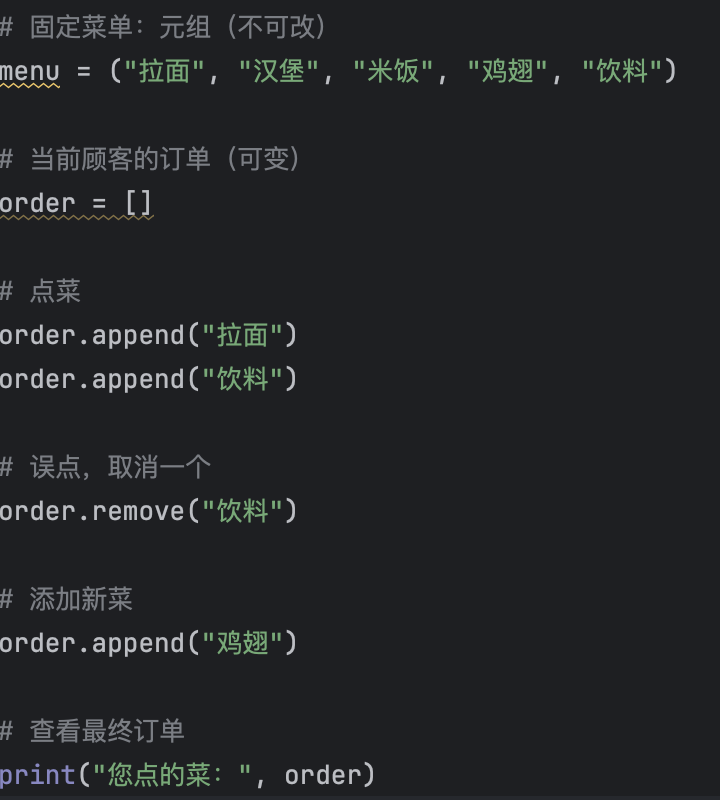 # 固定菜单：元组（不可改）
menu = ("拉面", "汉堡", "米饭", "鸡翅", "饮料")
# 当前顾客的订单（可变）
order = []
# 点菜
order.append("拉面")
order.append("饮料")
# 误点，取消一个
order.remove("饮料")
# 添加新菜
order.append("鸡翅")
# 查看最终订单
print("您点的菜：", order)